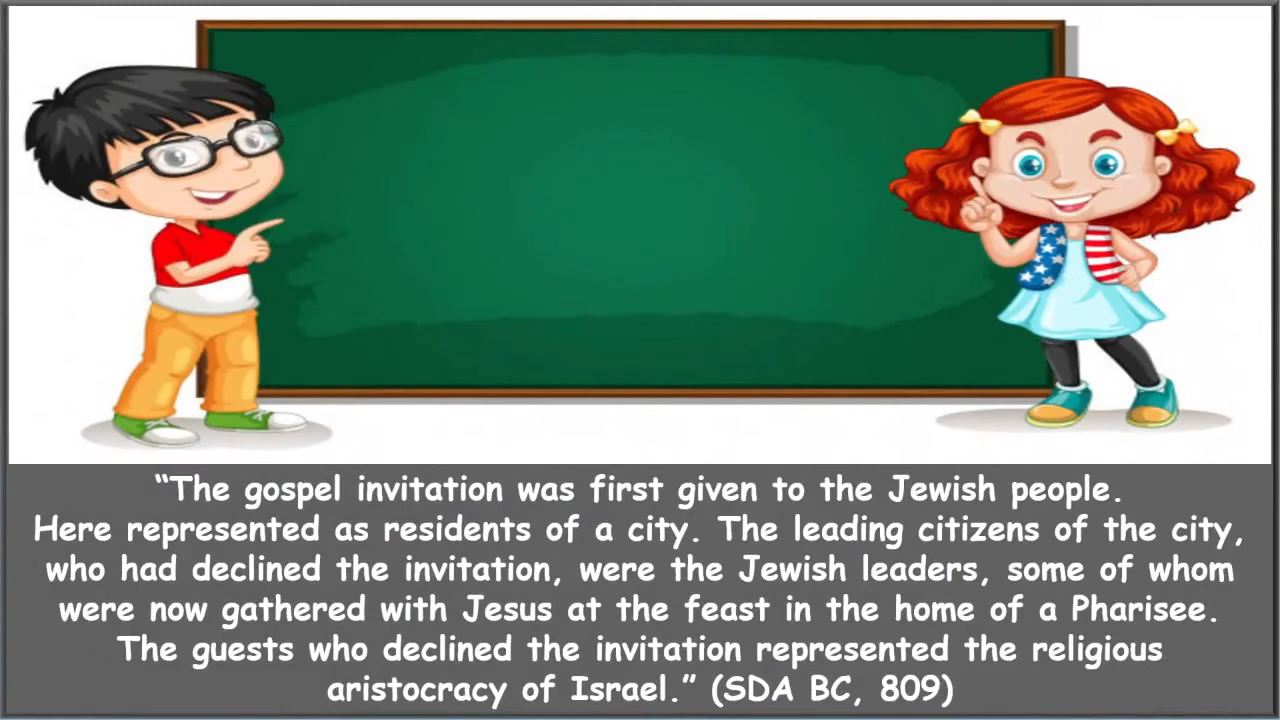 “The gospel invitation was first given to the Jewish people.
Here represented as residents of a city. The leading citizens of the city,
who had declined the invitation, were the Jewish leaders, some of whom
were now gathered with Jesus at the feast in the home of a Pharisee.
The guests who declined the invitation represented the religious
aristocracy of Israel.” (SDA BC, 809)